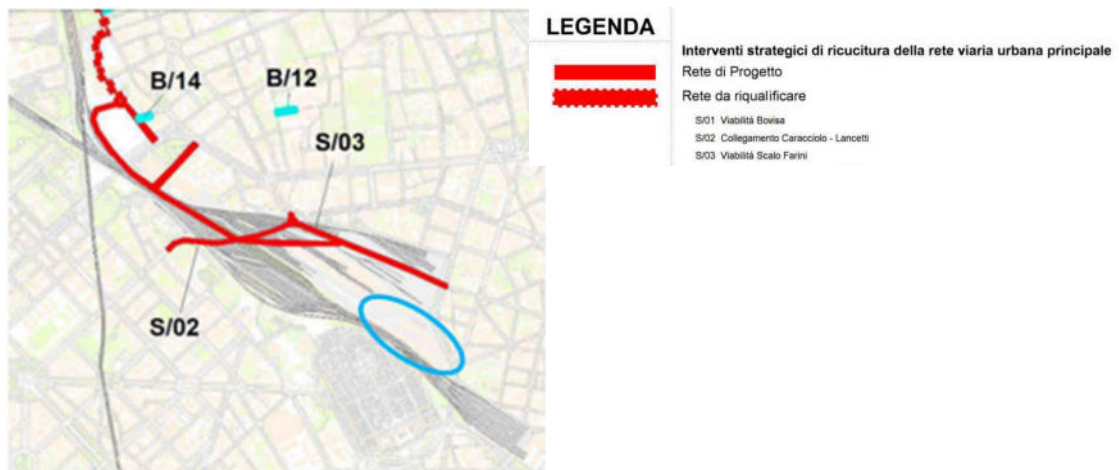 B/14
B/12
S/03
S/02
LEGENDA
Interventi strategici di ricucitura della rete viaria urbana principale
Rete di Progetto
Rete da riqualificare
S/01 Viabilità Bovisa
S/02 Collegamento Caracciolo - Lancetti
S/03 Viabilità Scalo Farini